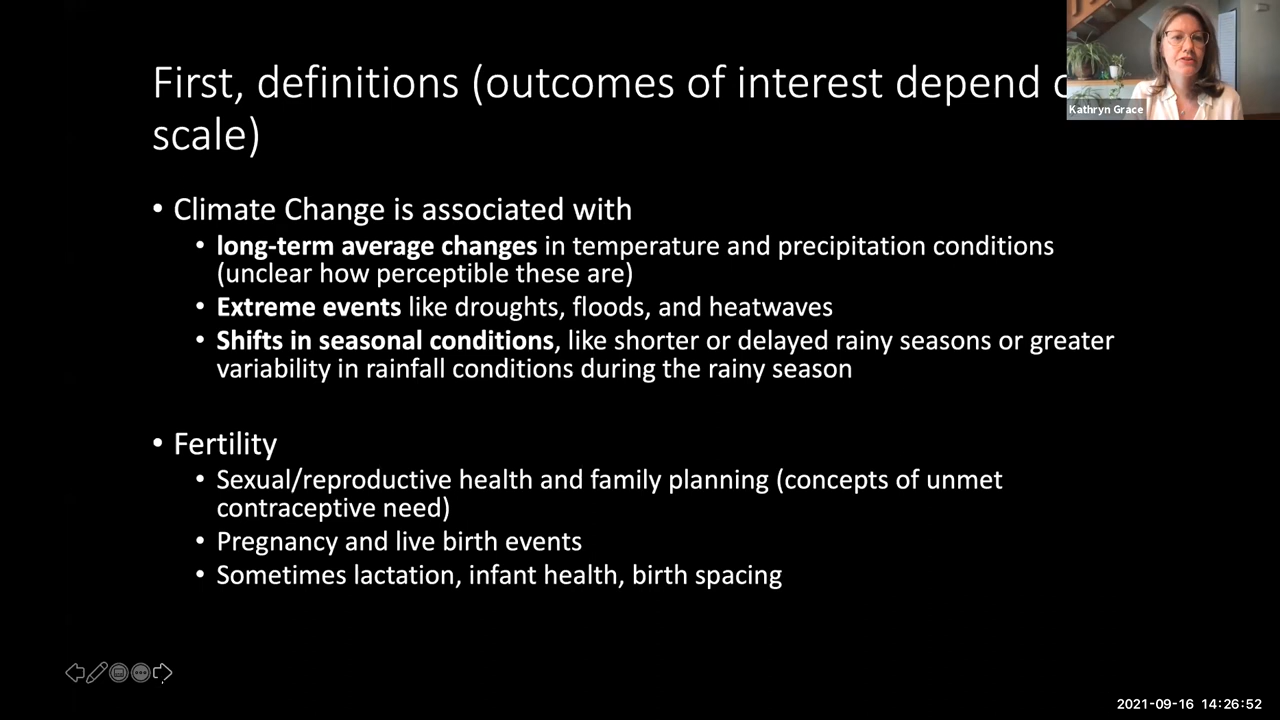 First, definitions (outcomes of interest depend
scale)
Kathryn Grace
• Climate Change is associated with
• long-term average changes in temperature and precipitation conditions
(unclear how perceptible these are)
• Extreme events like droughts, floods, and heatwaves
• Shifts in seasonal conditions, like shorter or delayed rainy seasons or greater
variability in rainfall conditions during the rainy season
• Fertility
• Sexual/reproductive health and family planning (concepts of unmet
contraceptive need)
• Pregnancy and live birth events
• Sometimes lactation, infant health, birth spacing
2021-09-16 14:26:52